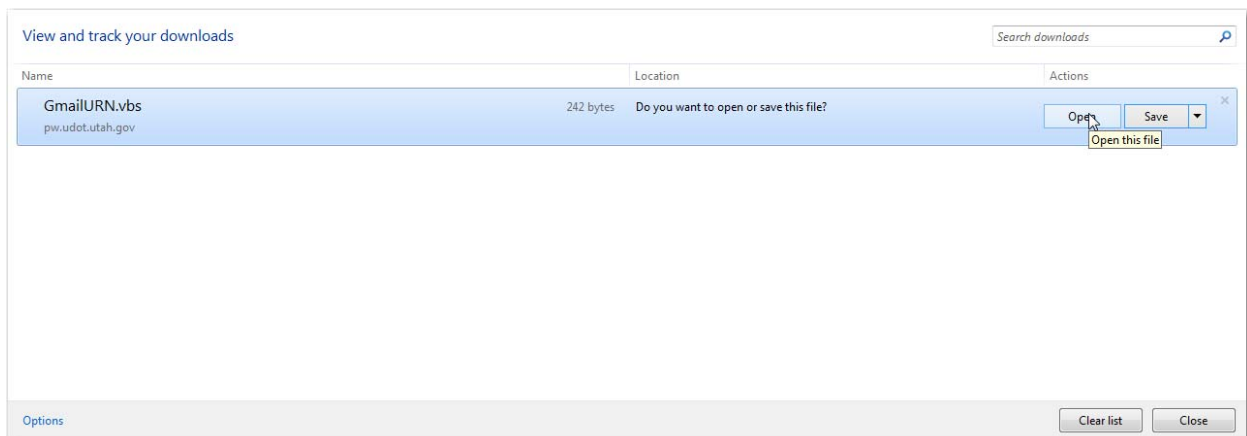 View and track your downloads
Search downloads
Name Location Actions
GmailURN.vbs 242 bytes Do you want to open or save this file?
pw.udot.utah.gov
Open Save
Open this file
Options Clear list Close